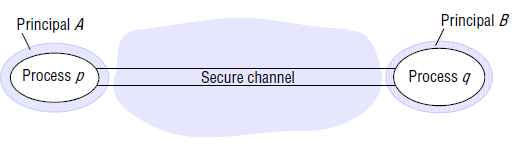 Principal A
Principal B
Process p
Secure channel
Process q